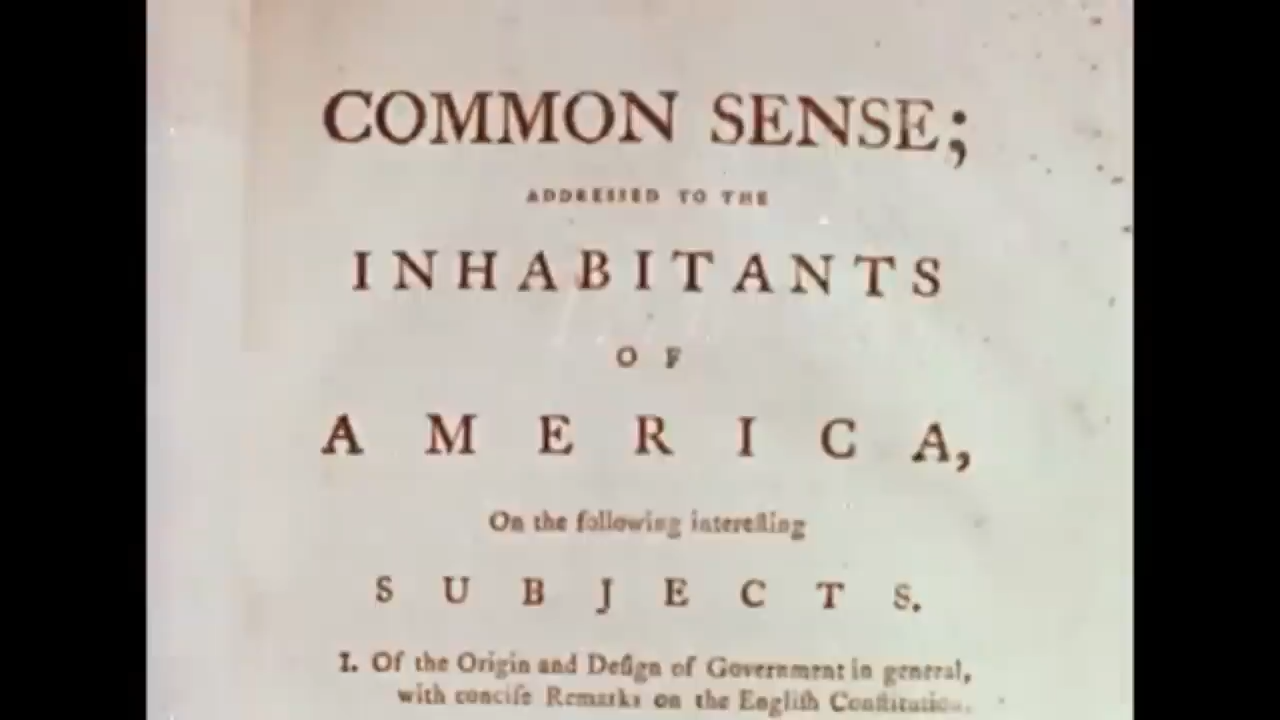 COMMON SENSE;
ADDRESSED TO THE
INHABITANTS
OF
AMERICA,
On the following intereſting
SUBJECTS.
I. Of the Origin and Deſign of Government in general,
with conciſe Remarks on the Engliſh Conſtitution.